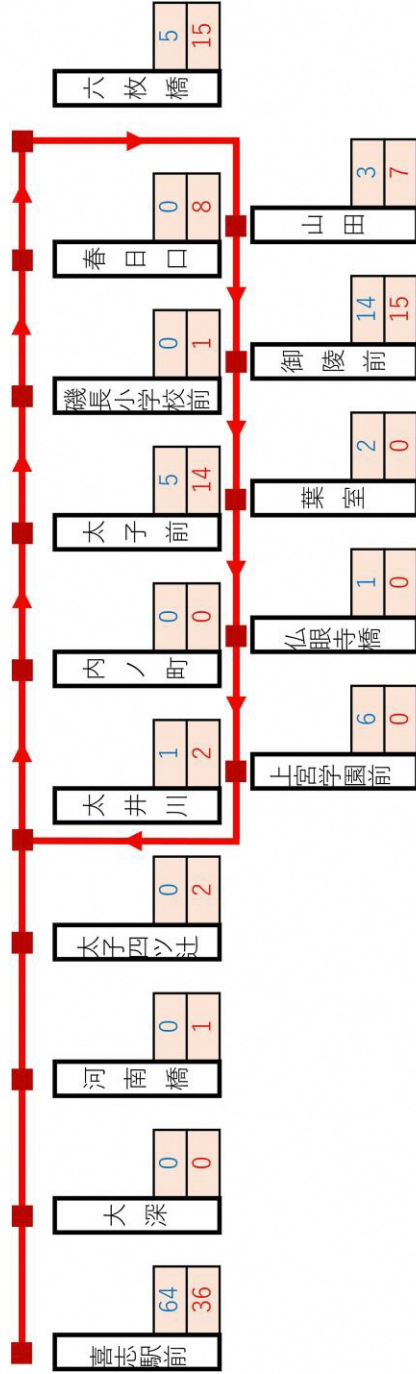 喜志駅前
64
36
大深
0
0
河南橋
0
1
太子四ツ辻
0
2
太井川
1
2
内ノ町
0
0
太子前
5
14
磯長小学校前
0
1
春日口
0
8
六枚橋
5
15
上宮学園前
6
0
仏眼寺橋
1
0
葉室
2
0
御陵前
14
15
山田
3
7